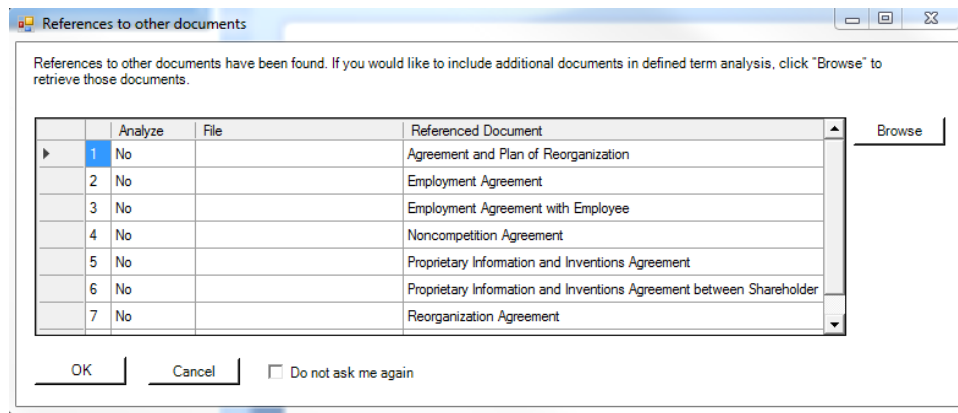 References to other documents
References to other documents have been found. If you would like to include additional documents in defined term analysis, click "Browse" to
retrieve those documents.
Analyze File Referenced Document
Browse
1 No Agreement and Plan of Reorganization
2 No Employment Agreement
3 No Employment Agreement with Employee
4 No Noncompetition Agreement
5 No Proprietary Information and Inventions Agreement
6 No Proprietary Information and Inventions Agreement between Shareholder
7 No Reorganization Agreement
OK Cancel Do not ask me again